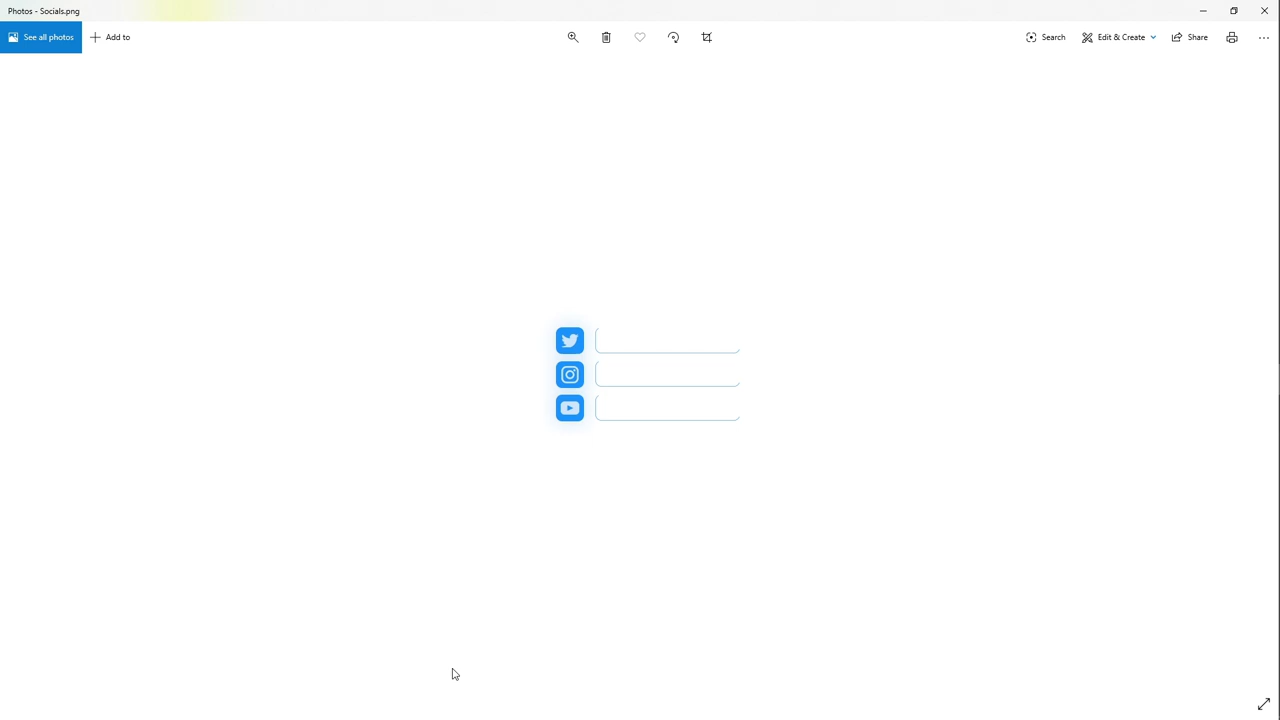 Photos - Socials.png
See all photos
Add to
Search
Edit & Create
Share